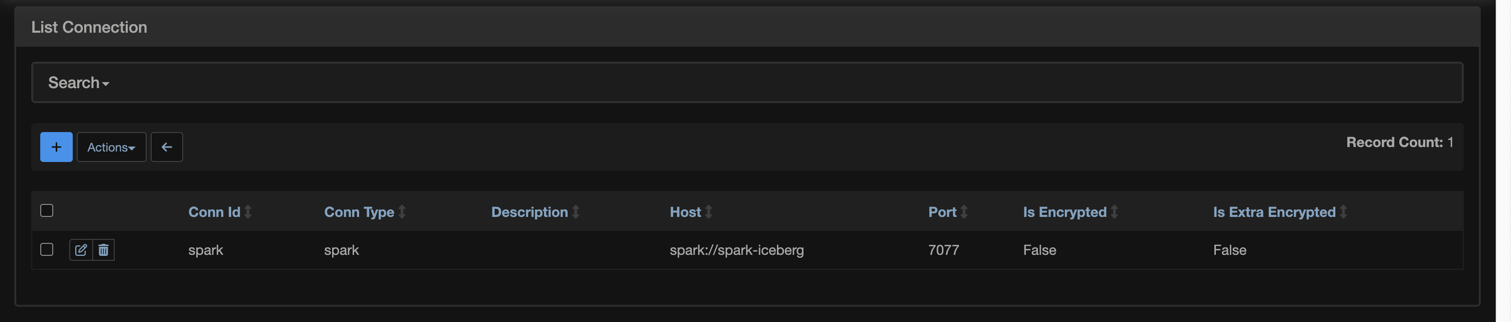 List Connection
Search
Actions
Record Count: 1
Conn Id Conn Type Description Host Port Is Encrypted Is Extra Encrypted
spark spark spark://spark-iceberg 7077 False False